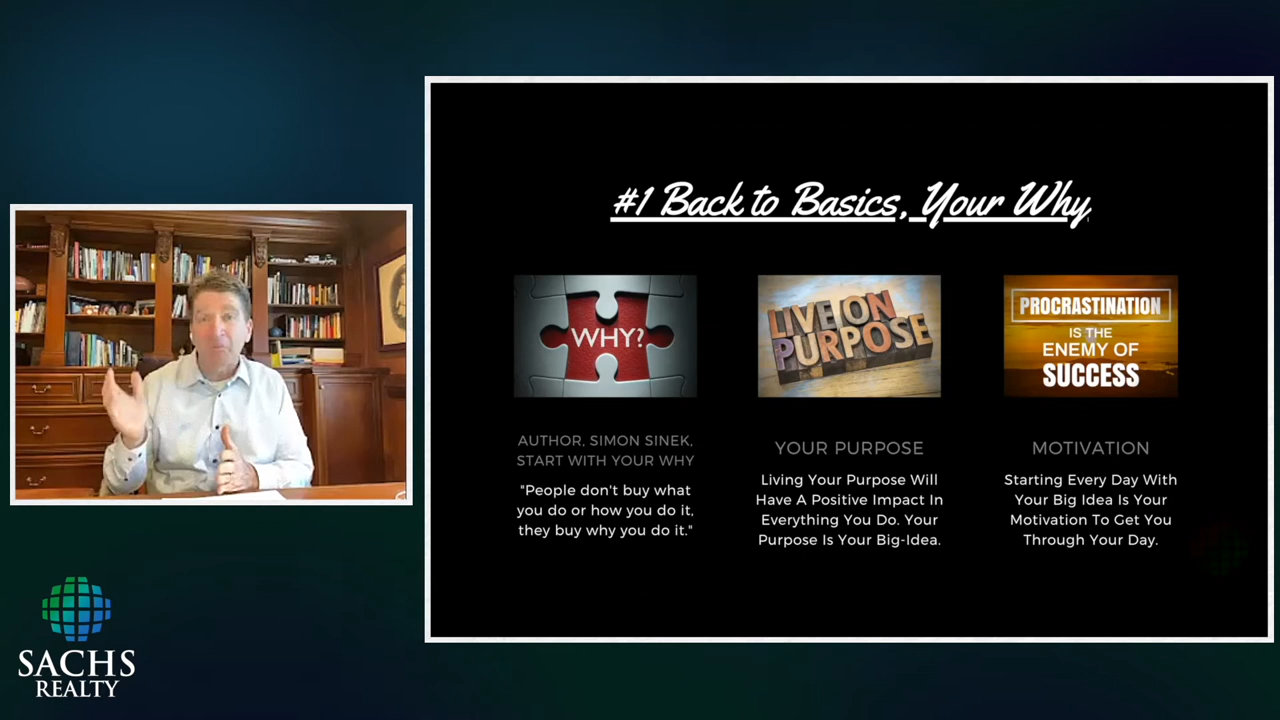 #1 Back to Basics, Your Why
WHY?
LIVE ON
PURPOSE
PROCRASTINATION
IS THE
ENEMY OF
SUCCESS
AUTHOR, SIMON SINEK,
START WITH YOUR WHY
"People don't buy what
you do or how you do it,
they buy why you do it."
YOUR PURPOSE
Living Your Purpose Will
Have A Positive Impact In
Everything You Do. Your
Purpose Is Your Big-Idea.
MOTIVATION
Starting Every Day With
Your Big Idea Is Your
Motivation To Get You
Through Your Day.
SACHS
REALTY